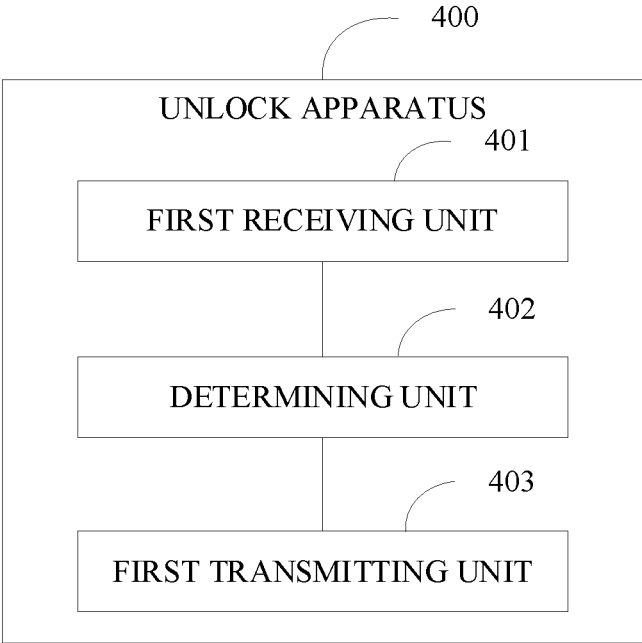 400
UNLOCK APPARATUS
401
FIRST RECEIVING UNIT
402
DETERMINING UNIT
403
FIRST TRANSMITTING UNIT